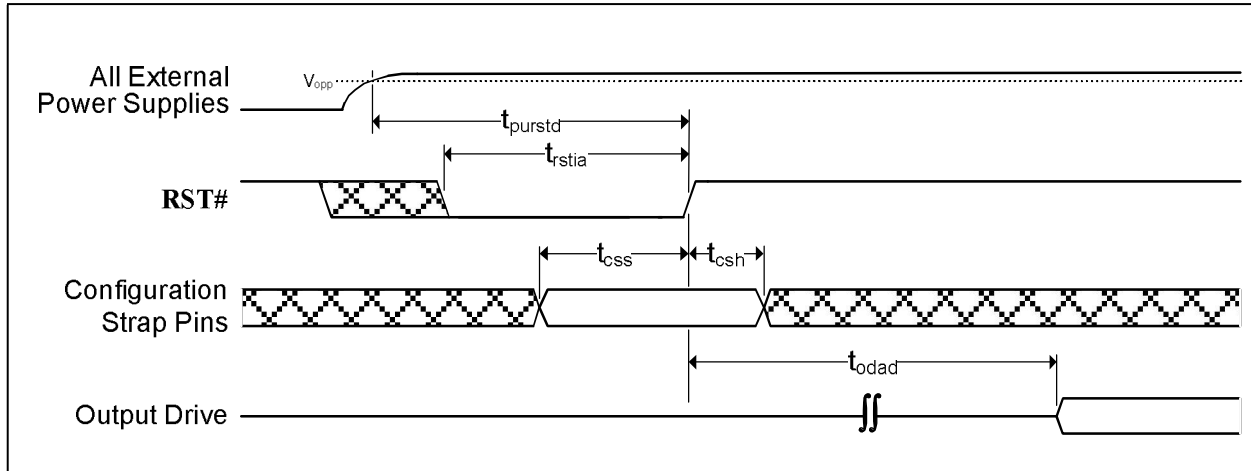 All External
Power Supplies
Vopp
tpurstd
trstia
RST#
tcss
tcsh
Configuration
Strap Pins
todad
Output Drive